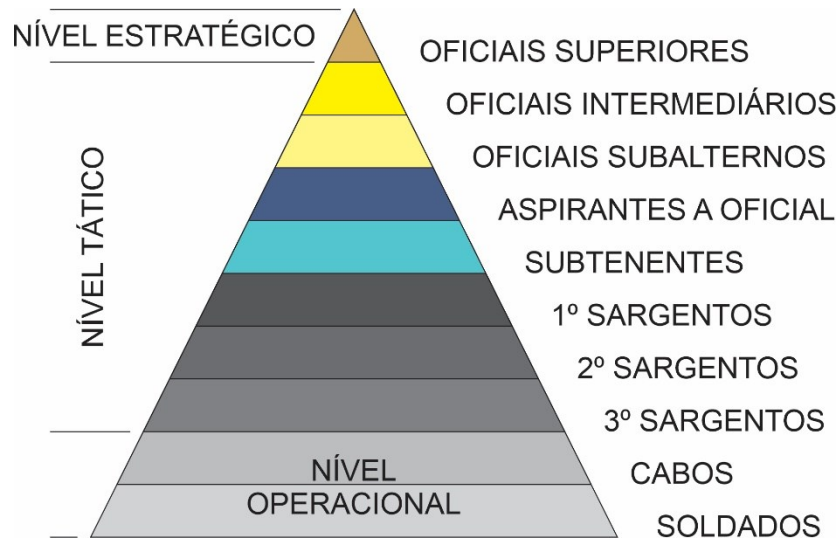 NÍVEL ESTRATÉGICO
OFICIAIS SUPERIORES
OFICIAIS INTERMEDIÁRIOS
OFICIAIS SUBALTERNOS
NÍVEL TÁTICO
ASPIRANTES A OFICIAL
SUBTENENTES
1º SARGENTOS
2º SARGENTOS
3º SARGENTOS
NÍVEL
OPERACIONAL
CABOS
SOLDADOS